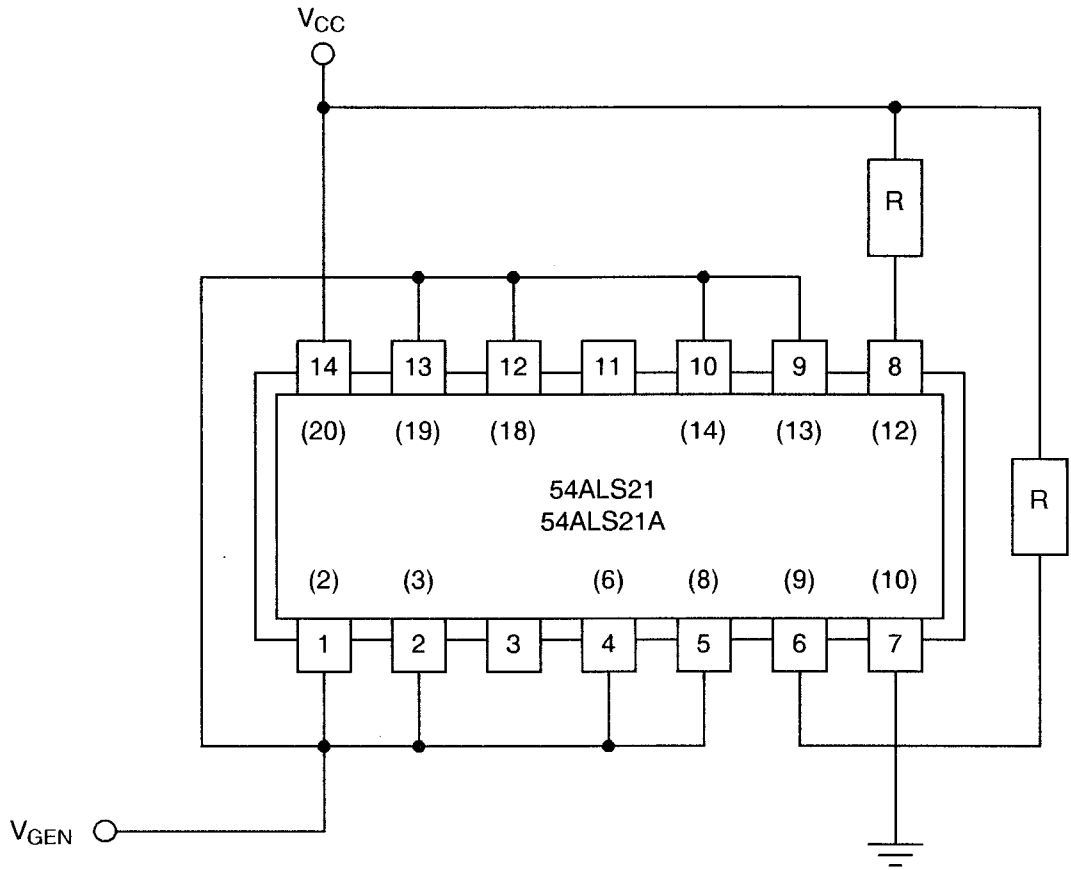 VCC
R
14 13 12 11 10 9 8
(20) (19) (18) (14) (13) (12)
54ALS21
54ALS21A
R
(2) (3) (6) (8) (9) (10)
1 2 3 4 5 6 7
VGEN